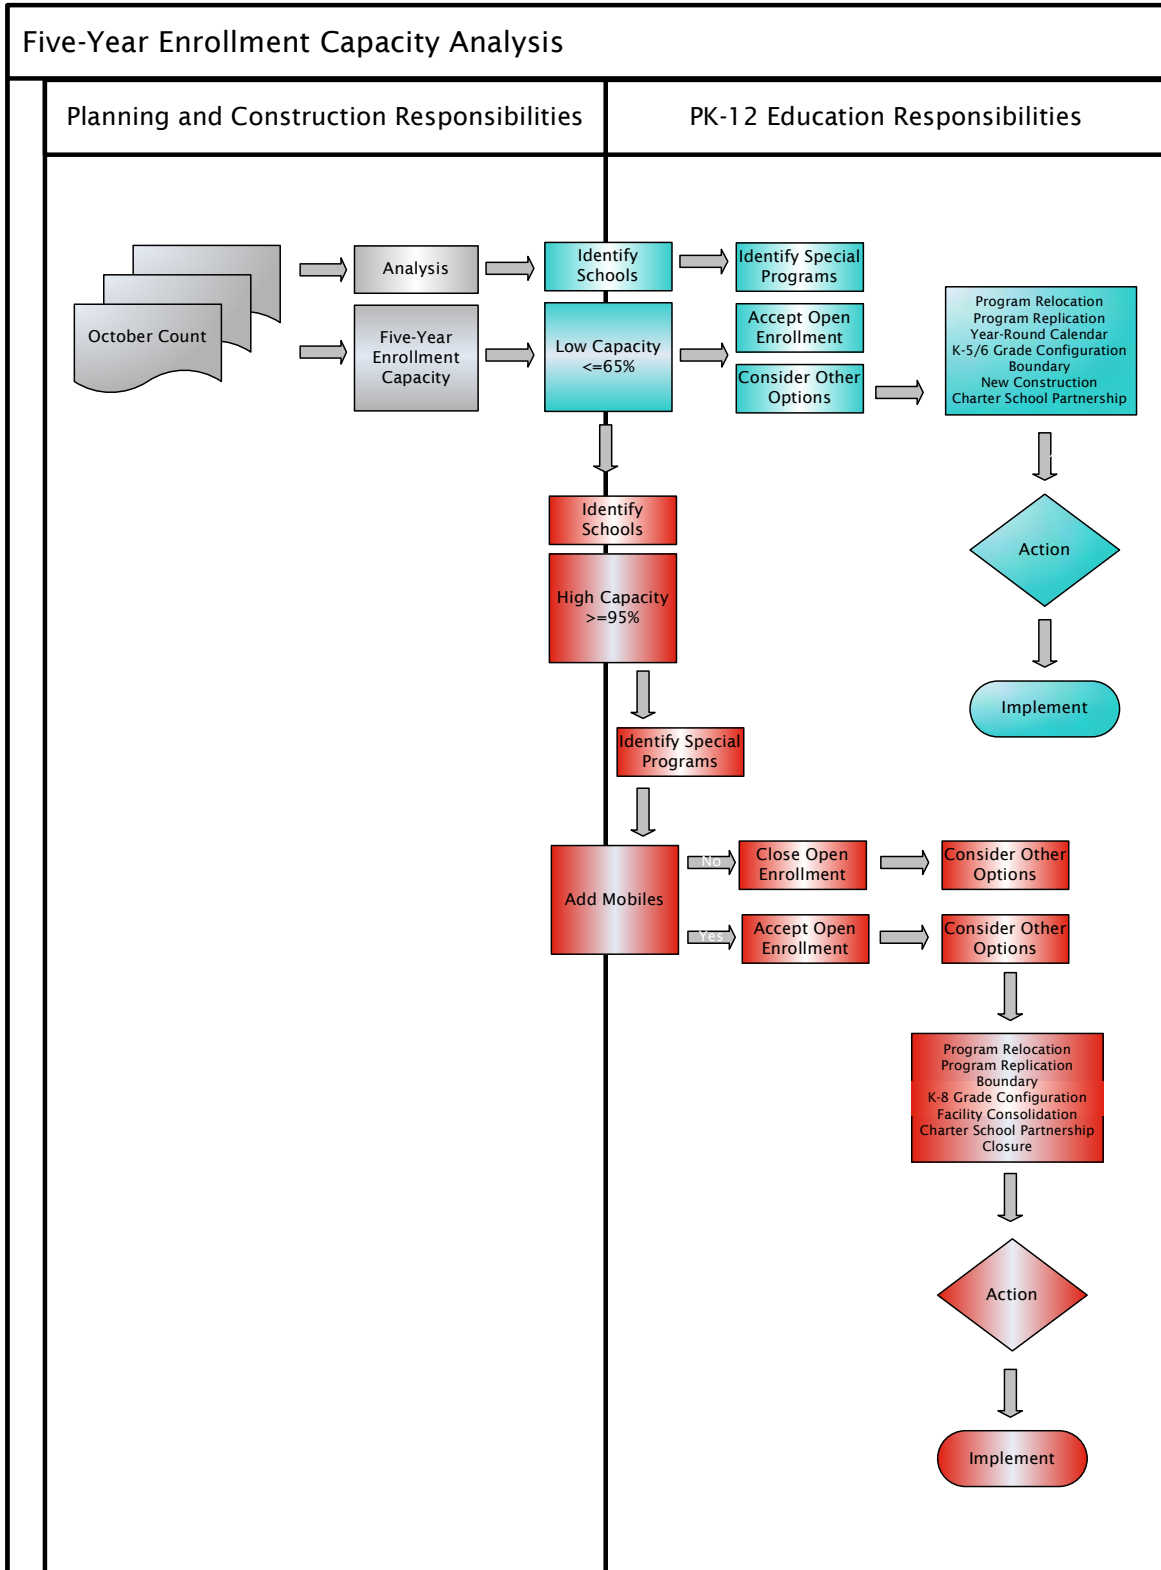 Five-Year Enrollment Capacity Analysis
Planning and Construction Responsibilities
PK-12 Education Responsibilities
October Count
Analysis
Five-Year
Enrollment
Capacity
Identify
Schools
Low Capacity
<=65%
Identify Special
Programs
Accept Open
Enrollment
Consider Other
Options
Program Relocation
Program Replication
Year-Round Calendar
K-5/6 Grade Configuration
Boundary
New Construction
Charter School Partnership
Action
Implement
Identify
Schools
High Capacity
>=95%
Identify Special
Programs
Add Mobiles
No
Close Open
Enrollment
Consider Other
Options
Yes
Accept Open
Enrollment
Consider Other
Options
Program Relocation
Program Replication
Boundary
K-8 Grade Configuration
Facility Consolidation
Charter School Partnership
Closure
Action
Implement